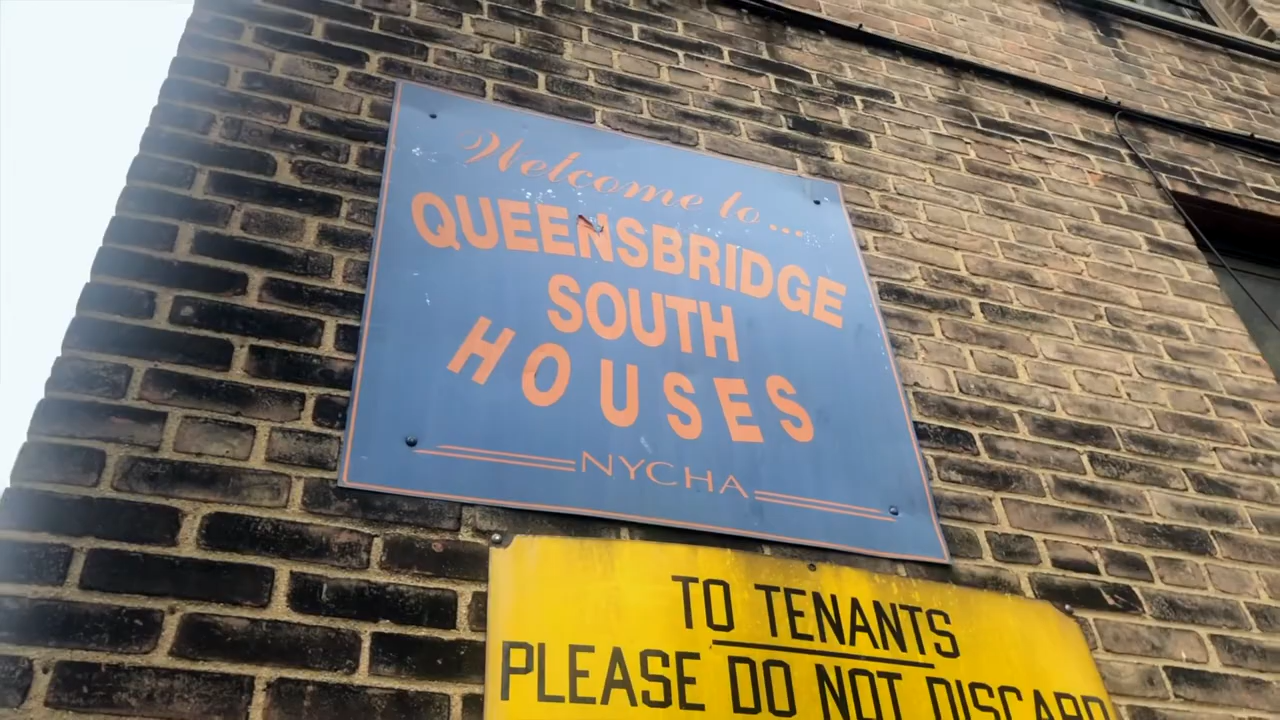 Welcome to...
QUEENSBRIDGE
SOUTH
HOUSES
NYCHA
TO TENANTS
PLEASE DO NOT DISCARD